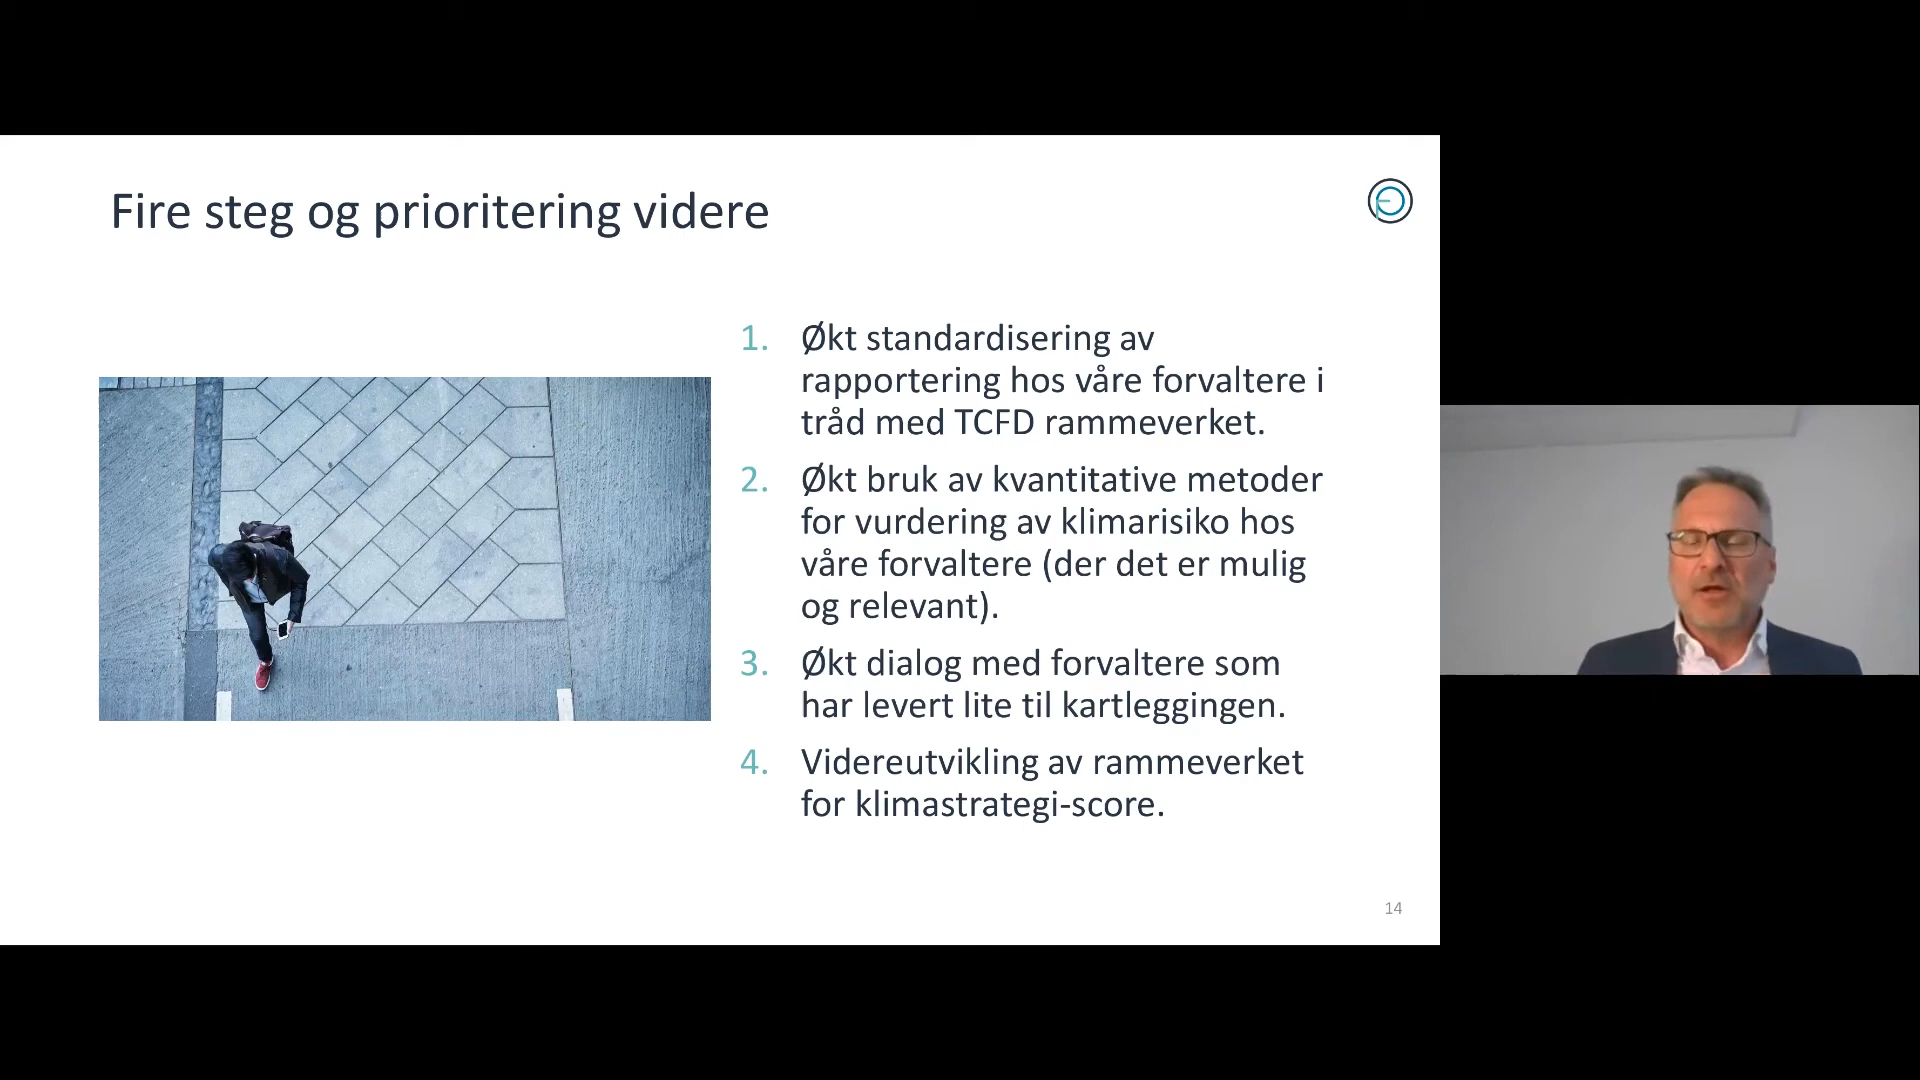 Fire steg og prioritering videre
1. Økt standardisering av
rapportering hos våre forvaltere i
tråd med TCFD rammeverket.
2. Økt bruk av kvantitative metoder
for vurdering av klimarisiko hos
våre forvaltere (der det er mulig
og relevant).
3. Økt dialog med forvaltere som
har levert lite til kartleggingen.
4. Videreutvikling av rammeverket
for klimastrategi-score.
14